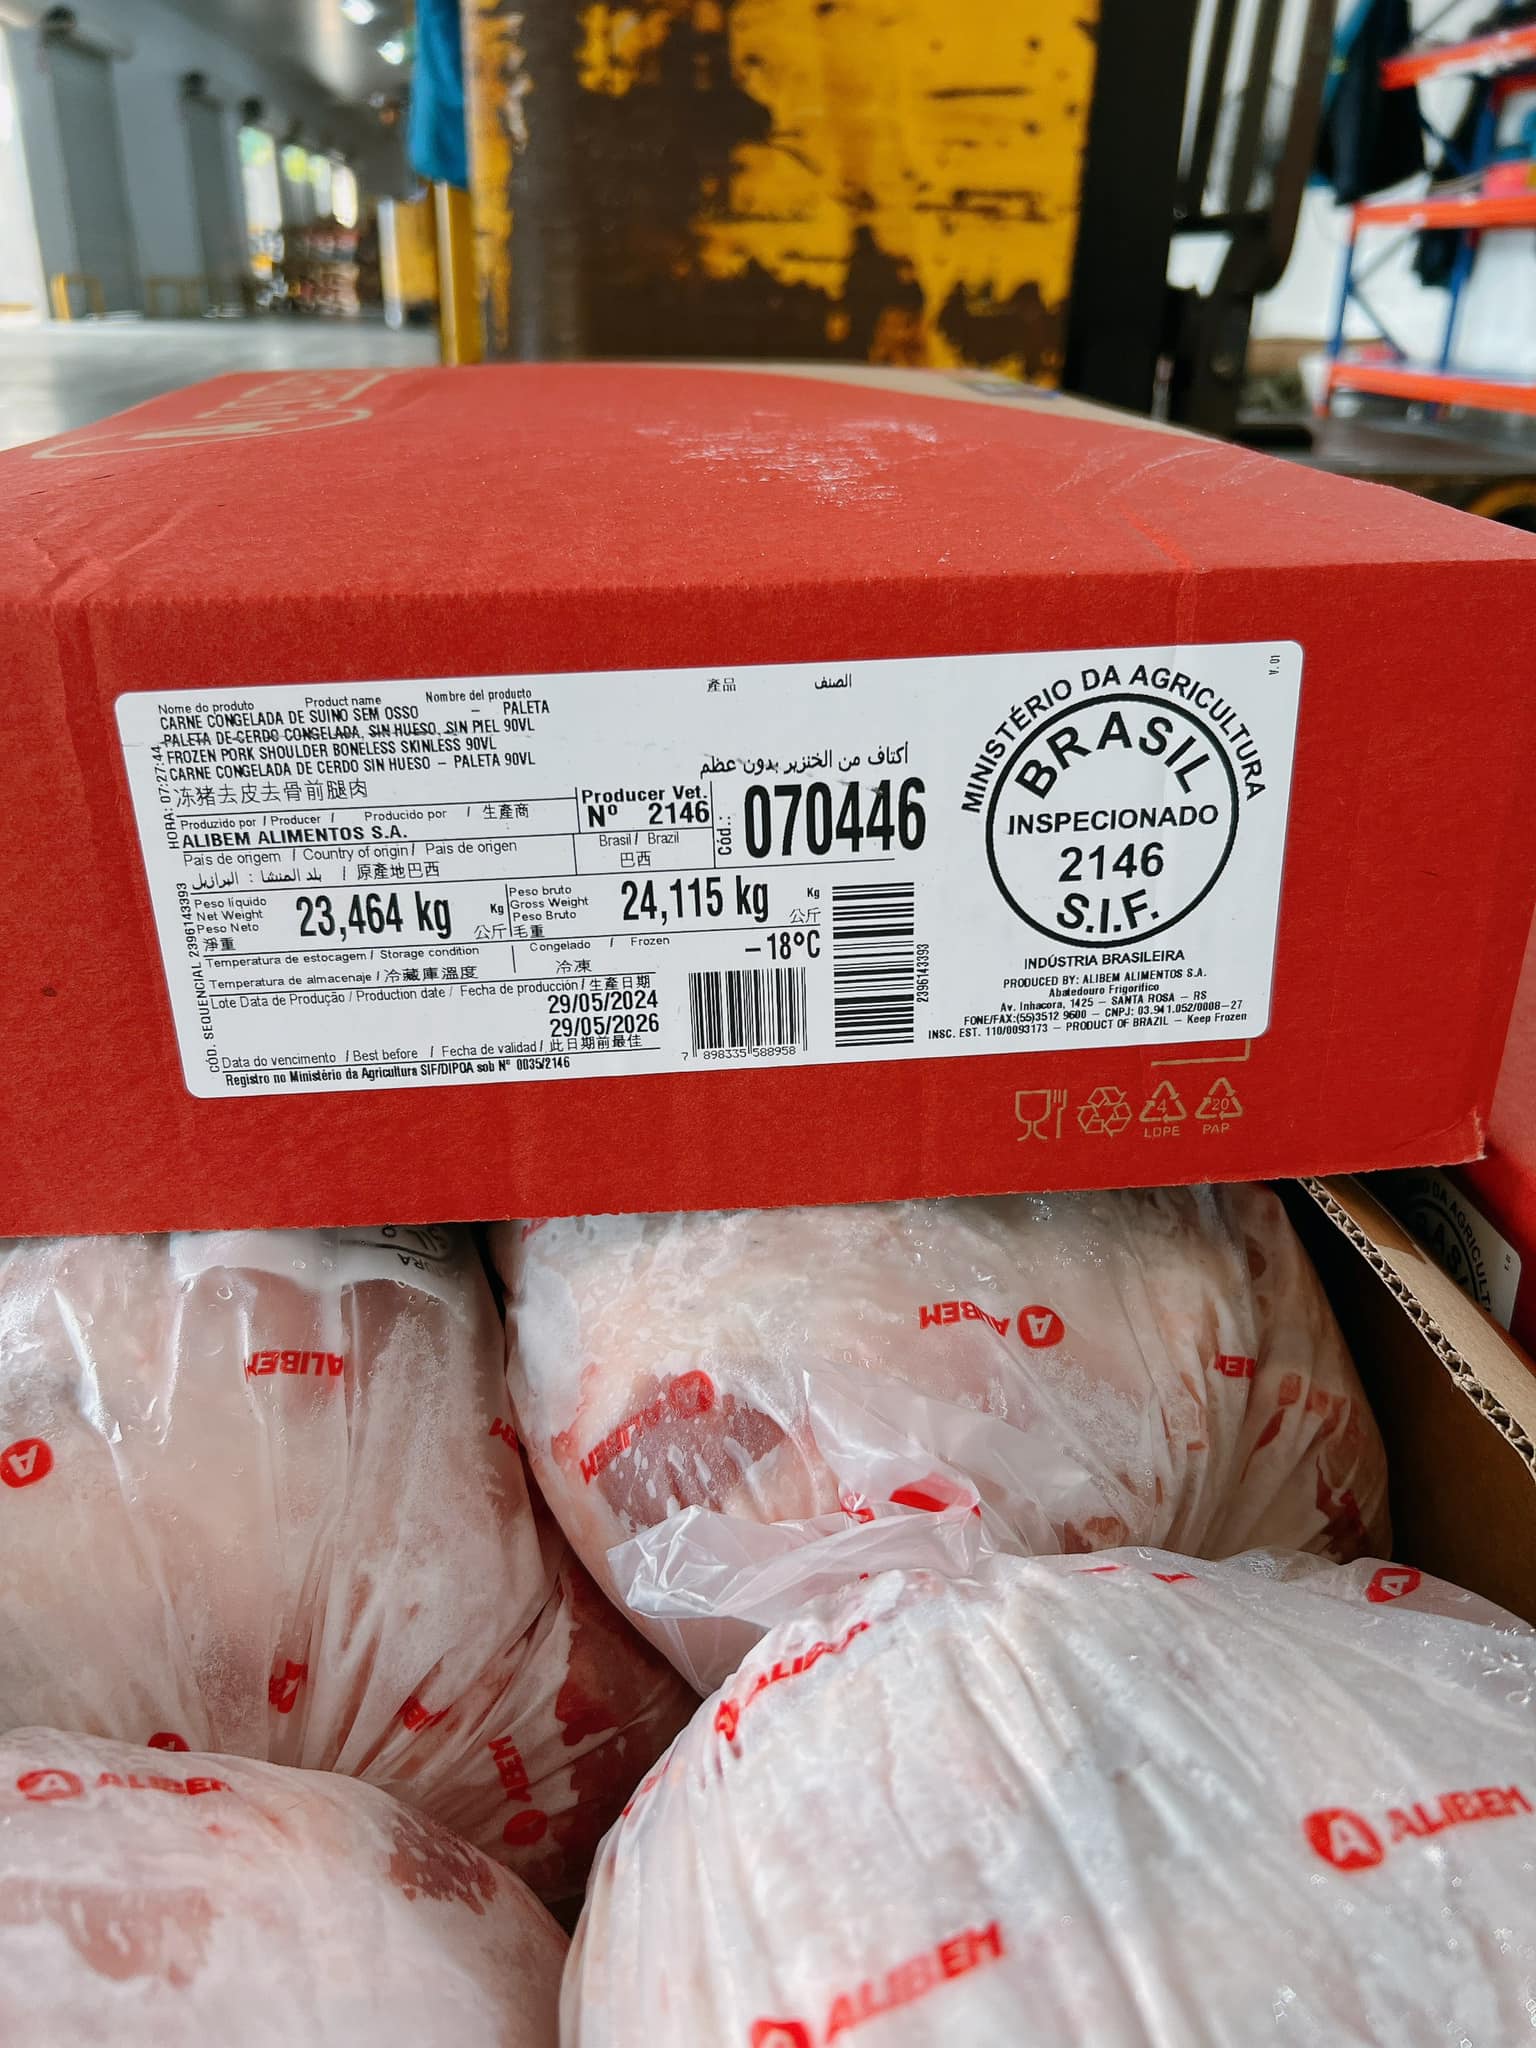 Nome do produto Product name Nombre del producto 產品 الصنف
CARNE CONGELADA DE SUINO SEM OSSO – PALETA
PALETA DE CERDO CONGELADA, SIN HUESO, SIN PIEL 90VL
FROZEN PORK SHOULDER BONELESS SKINLESS 90VL
CARNE CONGELADA DE CERDO SIN HUESO – PALETA 90VL
أكتاف من الخنزير بدون عظم
冻猪去皮去骨前腿肉
HORA: 07:27:44
Produzido por / Producer / Producido por / 生產商
ALIBEM ALIMENTOS S.A.
Producer Vet.
Nº 2146
Cód.: 070446
País de origem / Country of origin / País de origen
Brasil / Brazil
巴西
بلد المنشا : البرازيل / 原產地巴西
Peso líquido
Net Weight
Peso Neto
淨重
23,464 kg
Kg
公斤
Peso bruto
Gross Weight
Peso Bruto
毛重
24,115 kg
Kg
公斤
Temperatura de estocagem / Storage condition
Temperatura de almacenaje / 冷藏庫溫度
Congelado / Frozen
冷凍
–18°C
Lote Data de Produção / Production date / Fecha de producción / 生產日期
29/05/2024
29/05/2026
Data do vencimento / Best before / Fecha de validad / 此日期前最佳
Registro no Ministério da Agricultura SIF/DIPOA sob Nº 0035/2146
CÓD. SEQUENCIAL 2396143393
7 898335 588958
2396143393
1.0.A
MINISTÉRIO DA AGRICULTURA
BRASIL
INSPECIONADO
2146
S.I.F.
INDÚSTRIA BRASILEIRA
PRODUCED BY: ALIBEM ALIMENTOS S.A.
Abatedouro Frigorífico
Av. Inhacora, 1425 – SANTA ROSA – RS
FONE/FAX:(55)3512 9600 – CNPJ: 03.941.052/0008–27
INSC. EST. 110/0093173 – PRODUCT OF BRAZIL – Keep Frozen
4
LDPE
20
PAP
ALIBEM
ALIBEM
ALIBEM
ALIBEM
ALIBEM
ALIBEM
ALIBEM